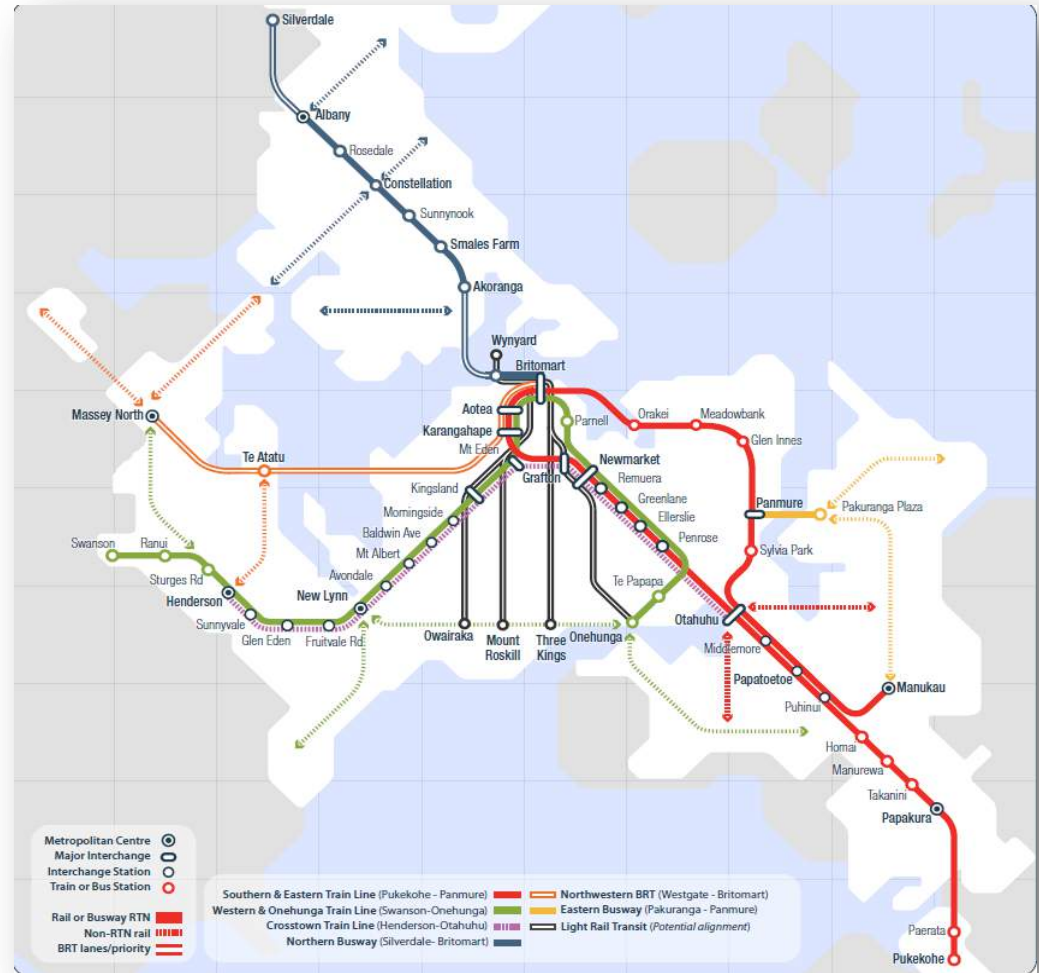 Silverdale
Albany
Rosedale
Constellation
Sunnynook
Smales Farm
Akoranga
Wynyard
Britomart
Aotea
Karangahape
Mt Eden
Massey North
Te Atatu
Parnell
Orakei
Meadowbank
Glen Innes
Newmarket
Grafton
Remuera
Kingsland
Greenlane
Morningside
Ellerslie
Baldwin Ave
Penrose
Panmure
Pakuranga Plaza
Mt Albert
Sylvia Park
Swanson
Ranui
Avondale
Sturges Rd
Te Papapa
Henderson
New Lynn
Sunnyvale
Otahuhu
Glen Eden
Fruitvale Rd
Owairaka
Mount
Roskill
Three
Kings
Onehunga
Middlemore
Papatoetoe
Manukau
Puhinui
Homai
Manurewa
Takanini
Papakura
Paerata
Pukekohe
Metropolitan Centre
Major Interchange
Interchange Station
Train or Bus Station
Rail or Busway RTN
Non-RTN rail
BRT lanes/priority
Southern & Eastern Train Line (Pukekohe - Panmure)
Western & Onehunga Train Line (Swanson-Onehunga)
Crosstown Train Line (Henderson-Otahuhu)
Northern Busway (Silverdale- Britomart)
Northwestern BRT (Westgate - Britomart)
Eastern Busway (Pakuranga - Panmure)
Light Rail Transit (Potential alignment)